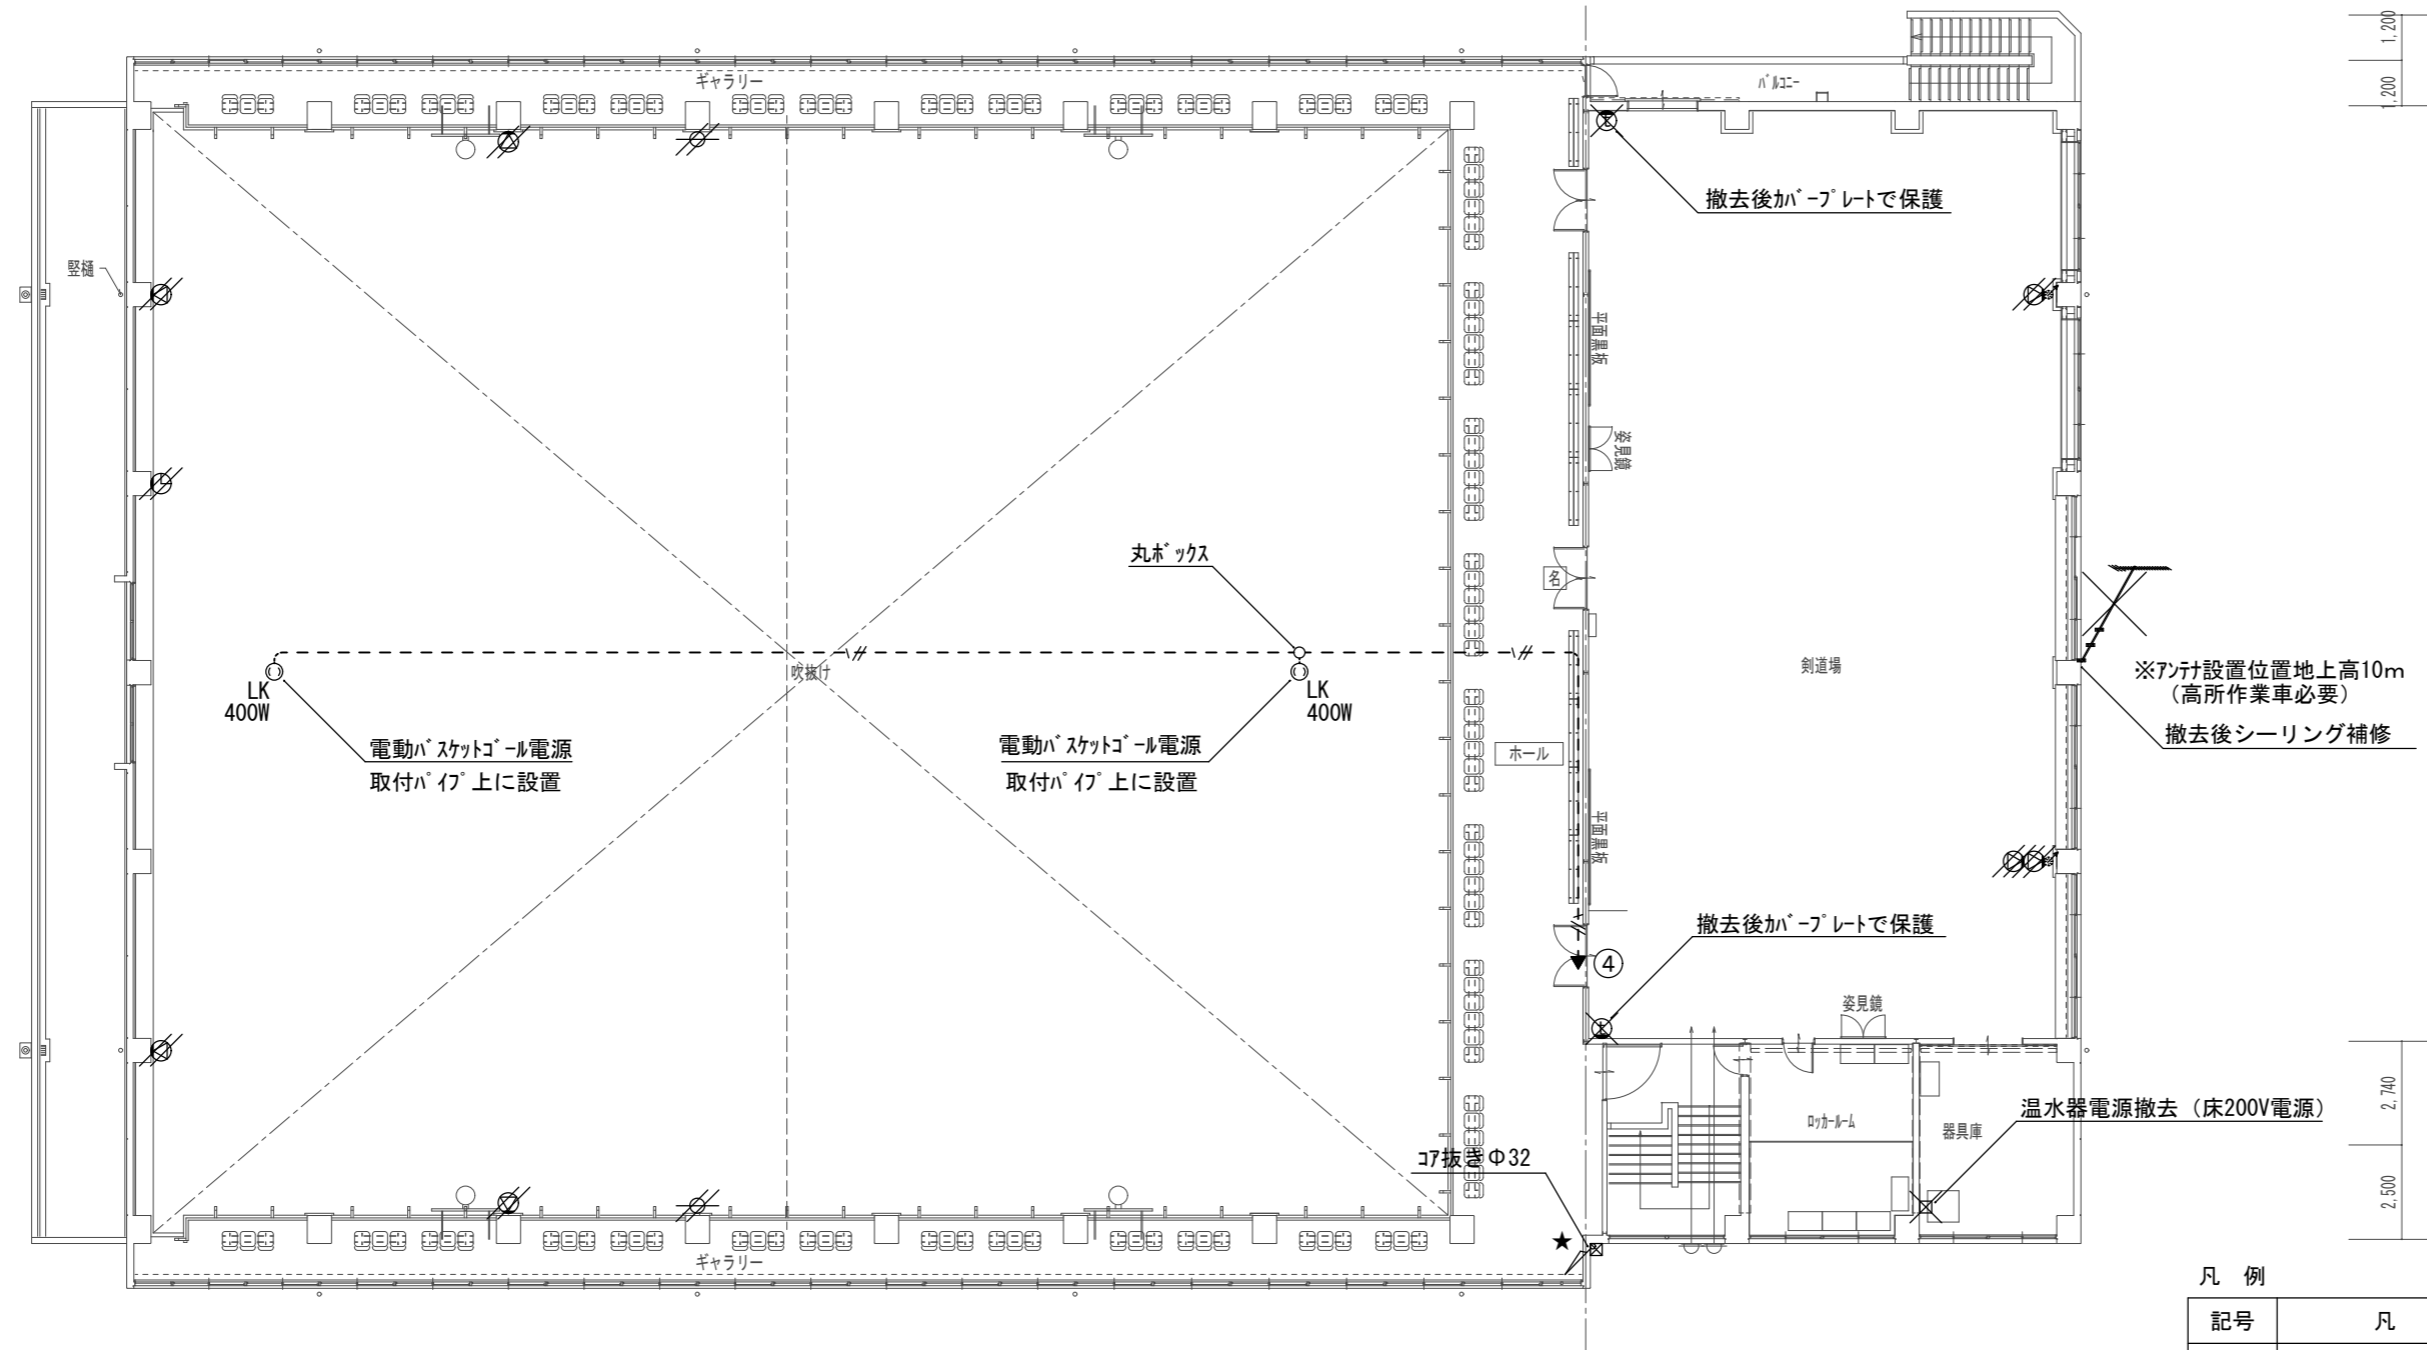 1,200
1,200
ギャラリー
バルコニー
撤去後カバープレートで保護
竪樋
平面黒板
姿見鏡
丸ボックス
名
吹抜け
剣道場
LK
400W
LK
400W
※アンテナ設置位置地上高10m
(高所作業車必要)
撤去後シーリング補修
電動バスケットゴール電源
取付パイプ上に設置
電動バスケットゴール電源
取付パイプ上に設置
ホール
平面黒板
撤去後カバープレートで保護
④
姿見鏡
2,740
温水器電源撤去 (床200V電源)
ロッカールーム
器具庫
コア抜きΦ32
2,500
★
ギャラリー
凡 例
記号
凡